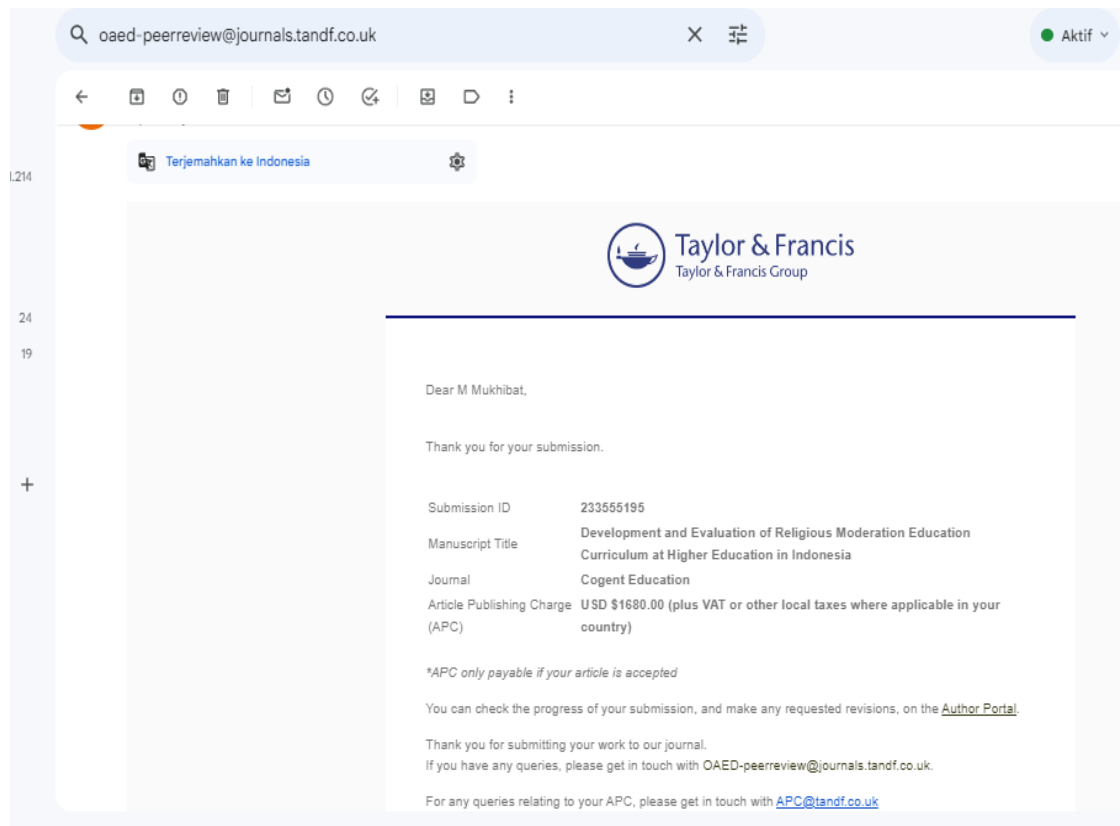 oaed-peerreview@journals.tandf.co.uk
Aktif
Terjemahkan ke Indonesia
1.214
Taylor & Francis
Taylor & Francis Group
24
19
Dear M Mukhibat,
Thank you for your submission.
Submission ID 233555195
Manuscript Title Development and Evaluation of Religious Moderation Education
Curriculum at Higher Education in Indonesia
Journal Cogent Education
Article Publishing Charge USD $1680.00 (plus VAT or other local taxes where applicable in your
(APC) country)
*APC only payable if your article is accepted
You can check the progress of your submission, and make any requested revisions, on the Author Portal.
Thank you for submitting your work to our journal.
If you have any queries, please get in touch with OAED-peerreview@journals.tandf.co.uk.
For any queries relating to your APC, please get in touch with APC@tandf.co.uk